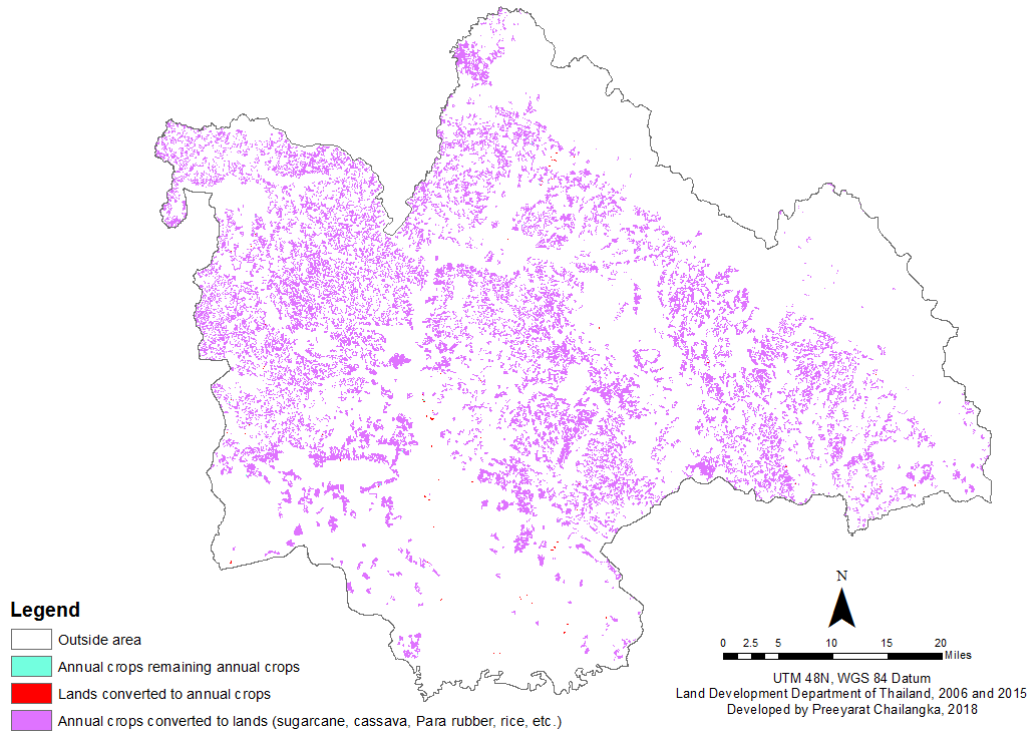 N
0 2.5 5 10 15 20
Miles
UTM 48N, WGS 84 Datum
Land Development Department of Thailand, 2006 and 2015
Developed by Preeyarat Chailangka, 2018
Legend
Outside area
Annual crops remaining annual crops
Lands converted to annual crops
Annual crops converted to lands (sugarcane, cassava, Para rubber, rice, etc.)